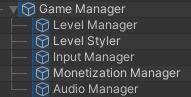 Game Manager
Level Manager
Level Styler
Input Manager
Monetization Manager
Audio Manager